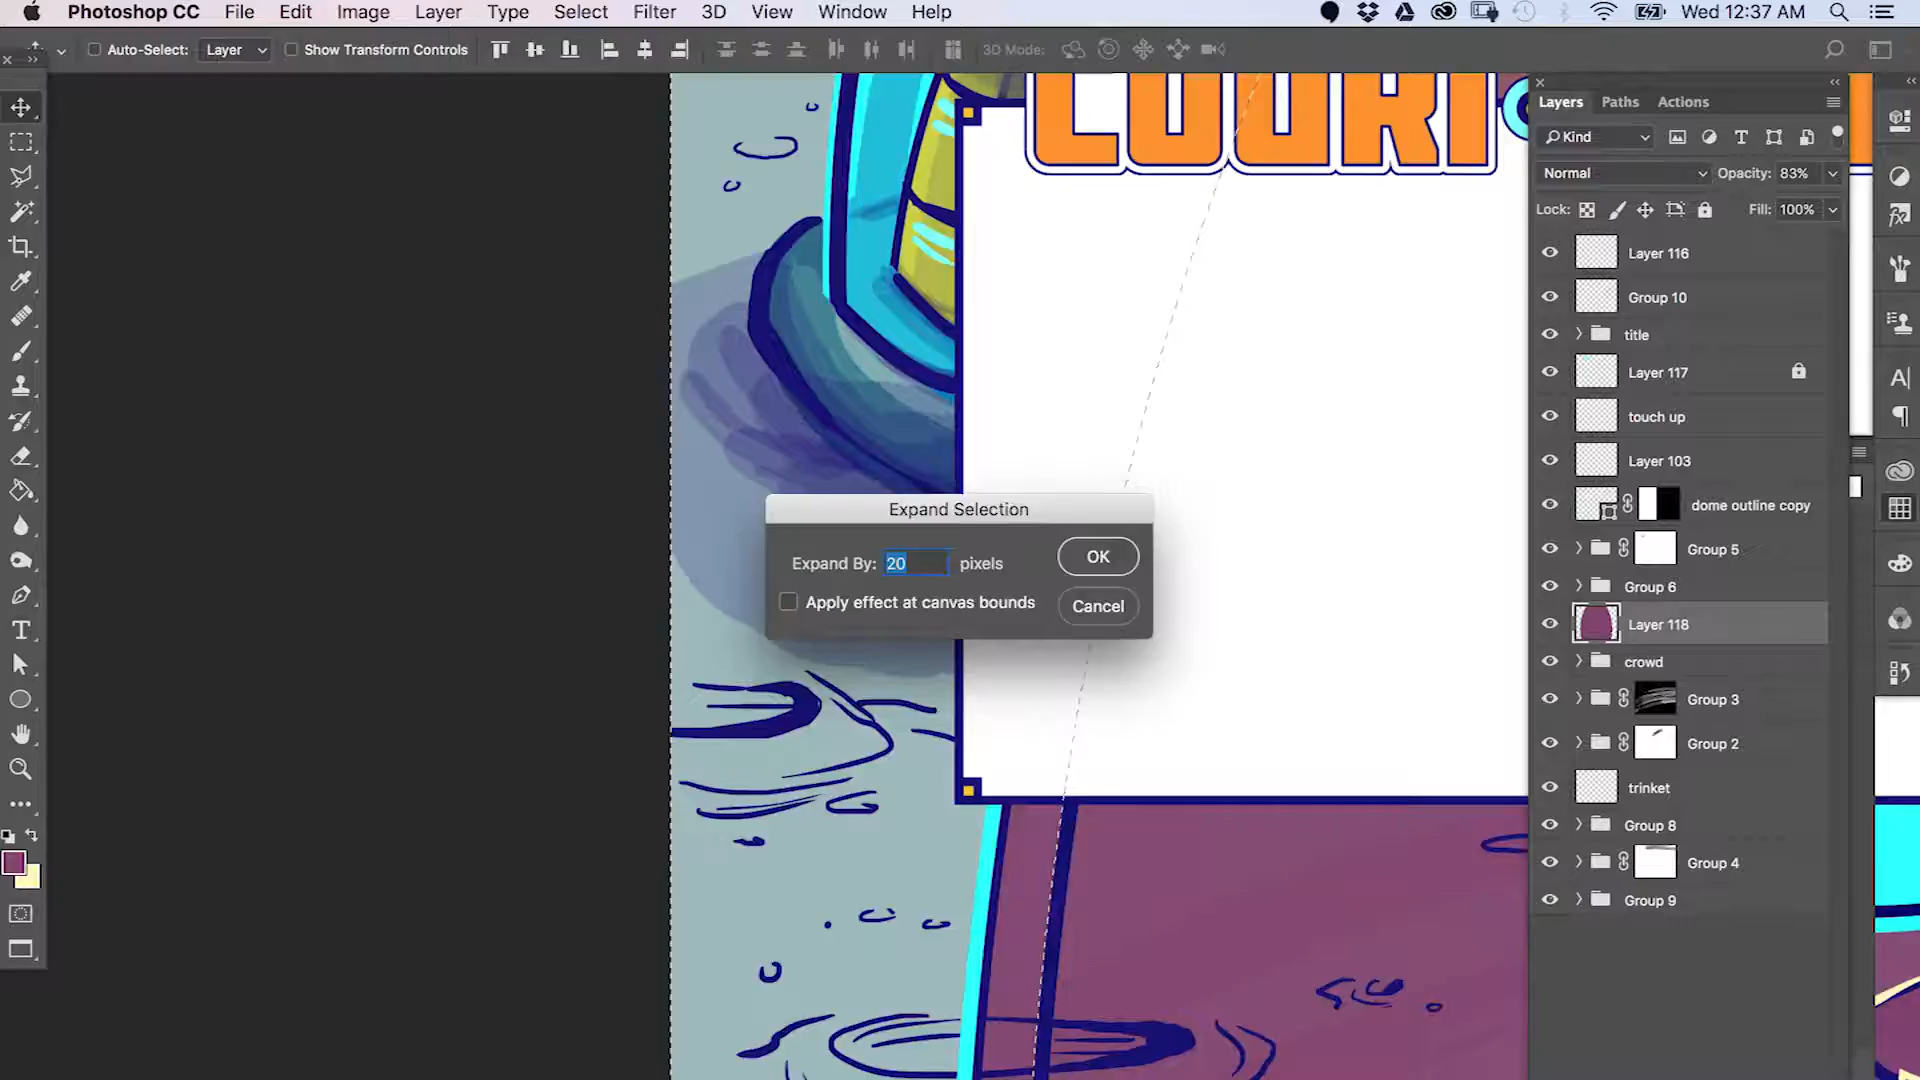 Photoshop CC File Edit Image Layer Type Select Filter 3D View Window Help Wed 12:37 AM
Auto-Select: Layer Show Transform Controls 3D Mode:
Layers Paths Actions
Kind
Normal Opacity: 83%
Lock: Fill: 100%
Layer 116
Group 10
title
Layer 117
touch up
Layer 103
dome outline copy
Group 5
Group 6
Layer 118
crowd
Group 3
Group 2
trinket
Group 8
Group 4
Group 9
Expand Selection
Expand By: 20 pixels
OK
Apply effect at canvas bounds
Cancel